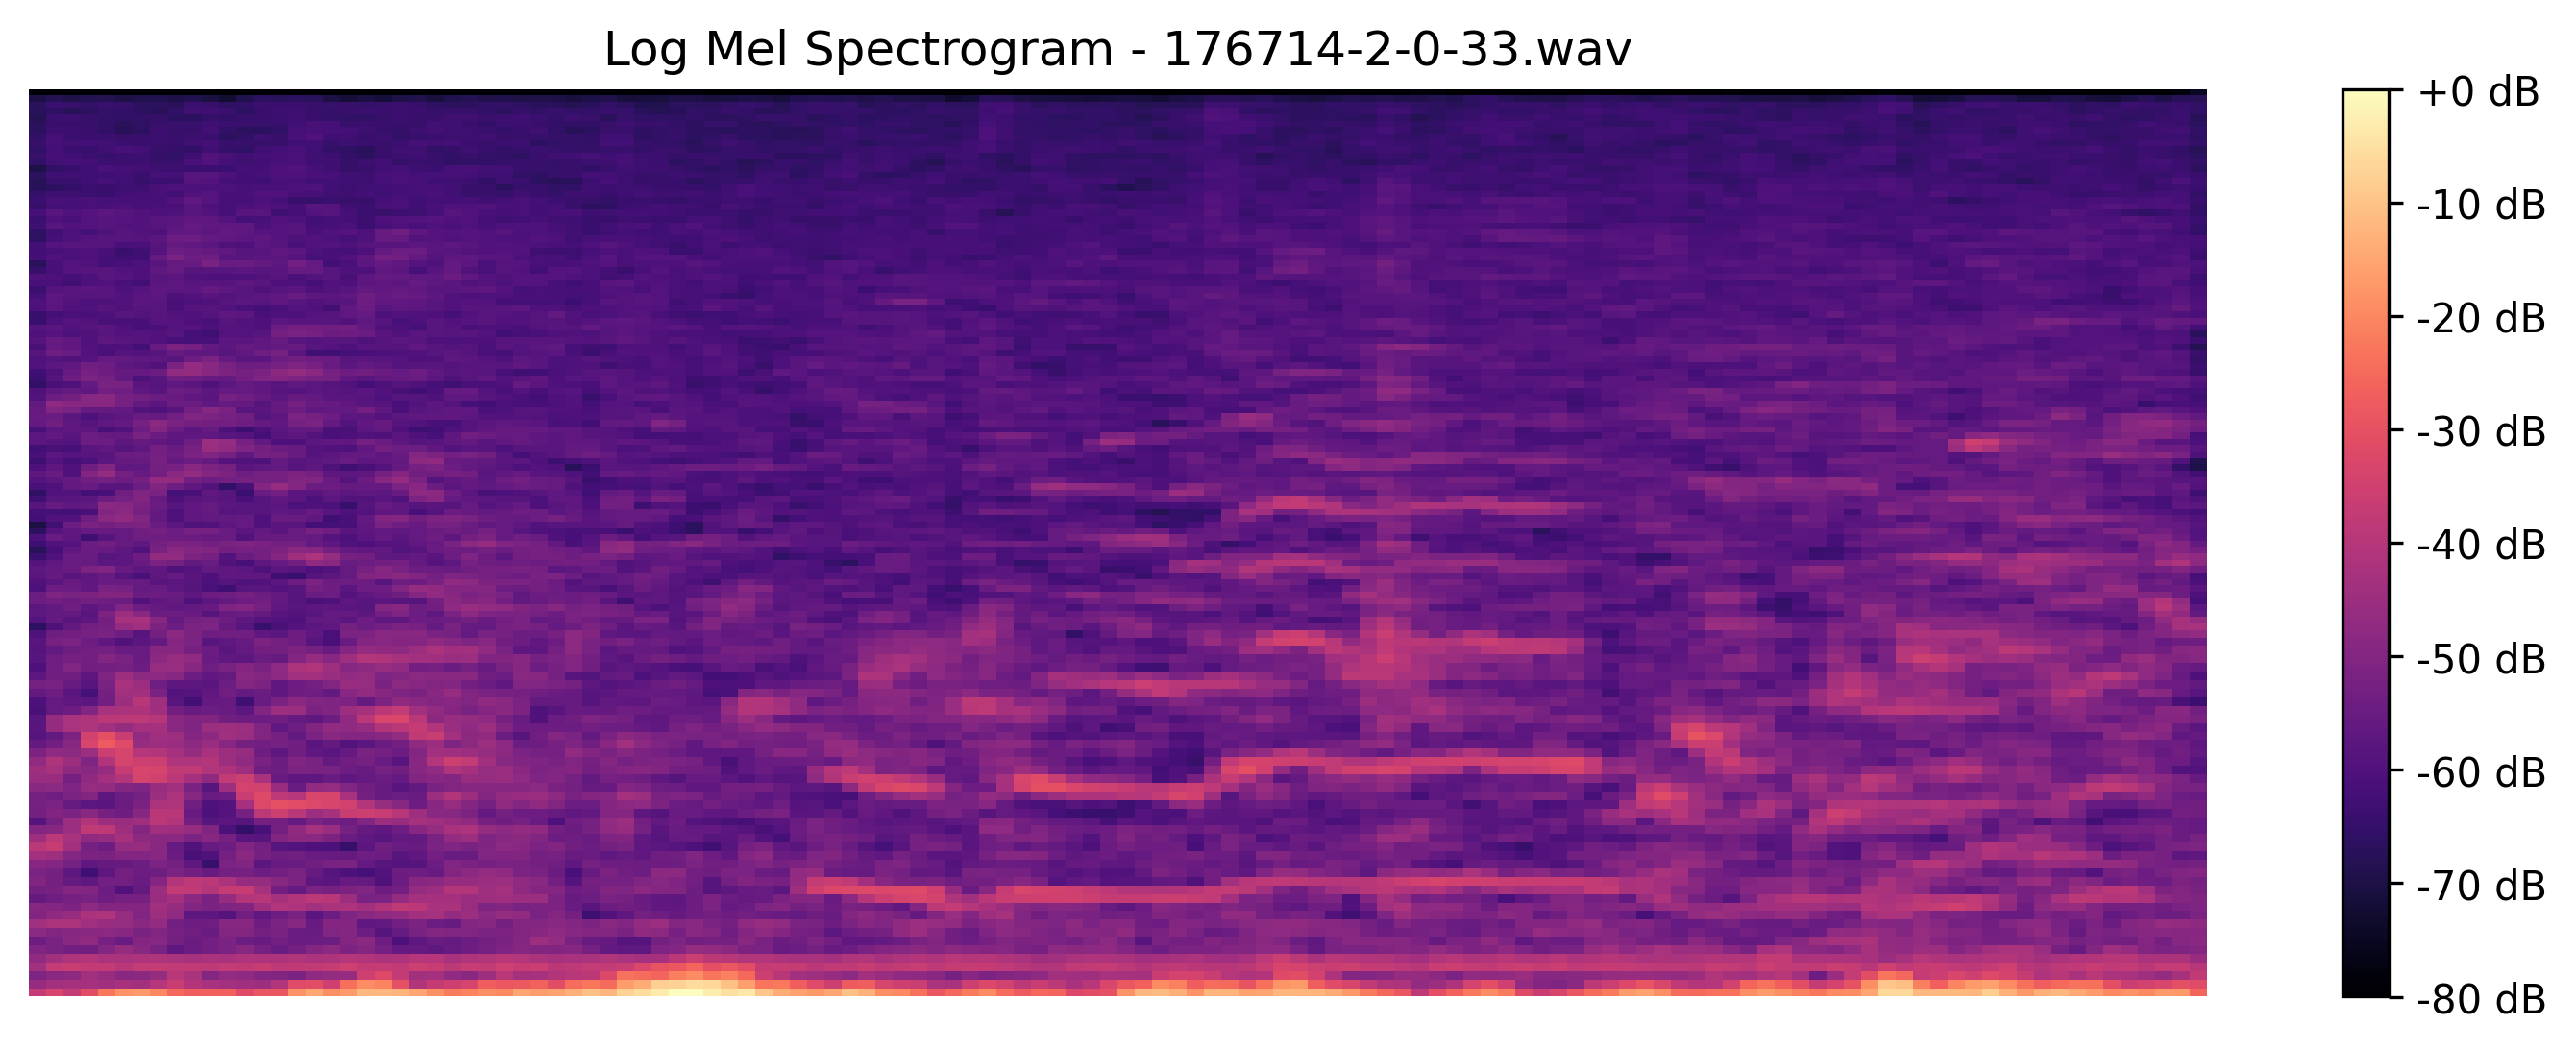 Log Mel Spectrogram - 176714-2-0-33.wav
+0 dB
-10 dB
-20 dB
-30 dB
-40 dB
-50 dB
-60 dB
-70 dB
-80 dB